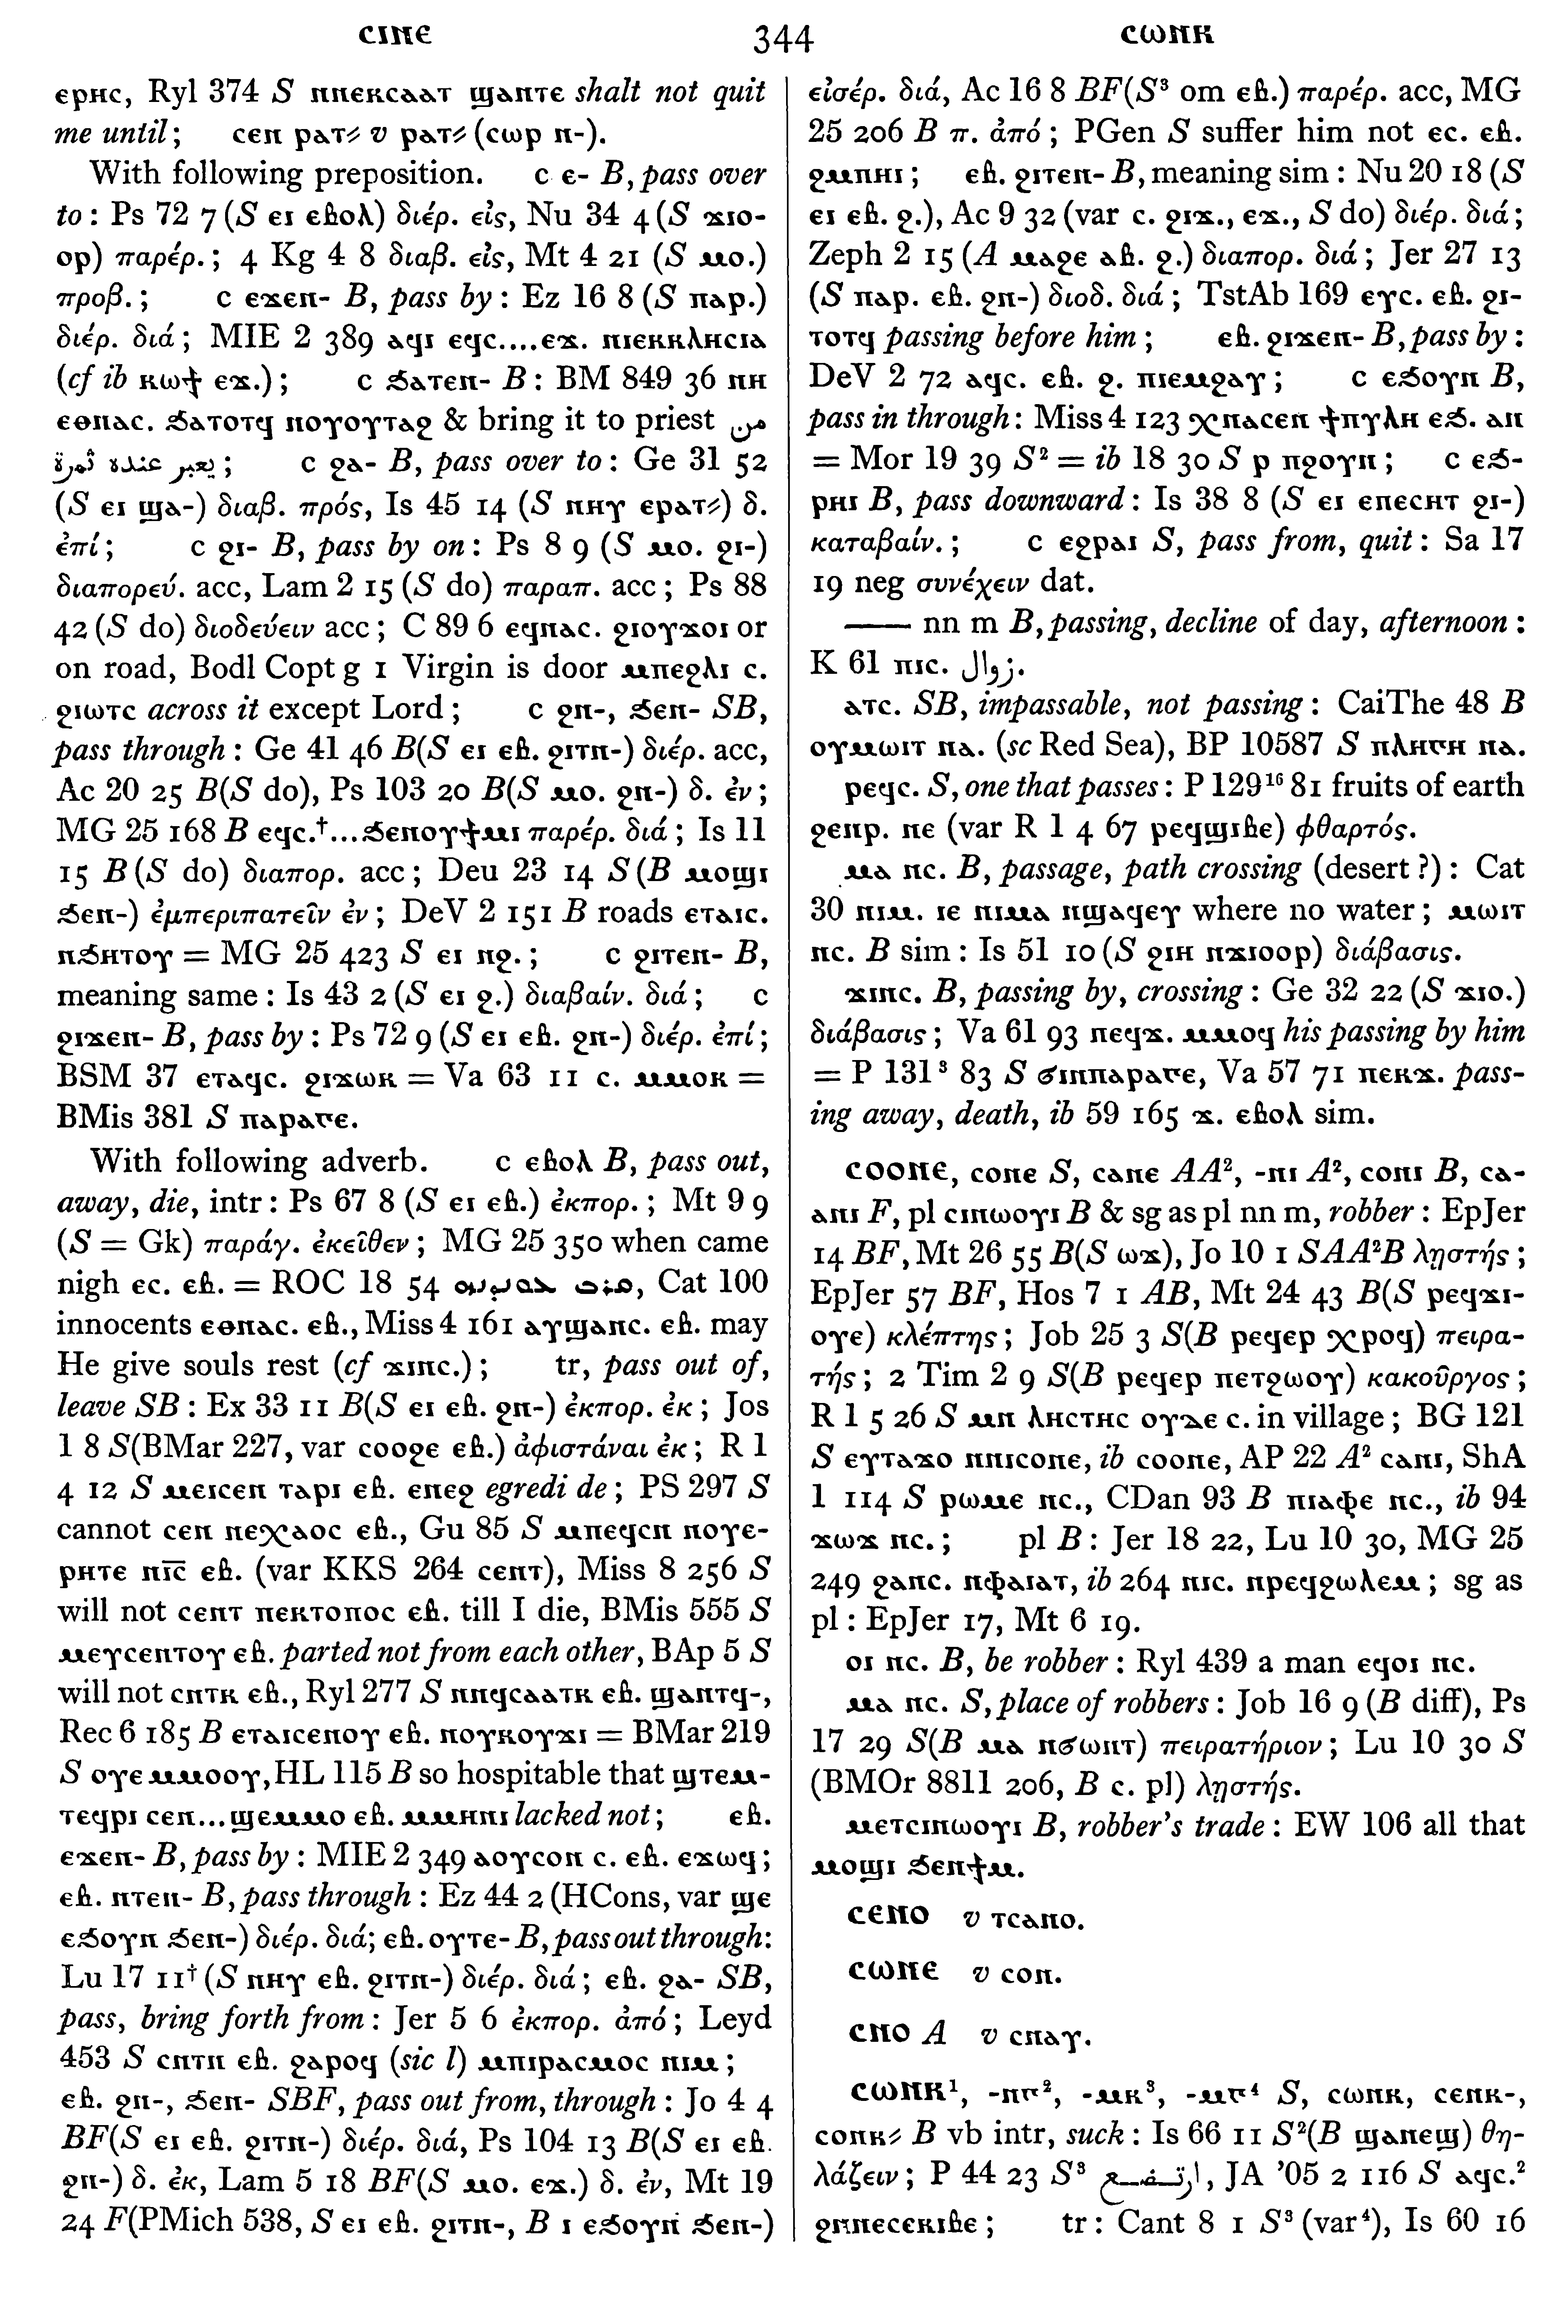 ⲥⲓⲛⲉ 344 ⲥⲱⲛⲕ
ⲉⲣⲏⲥ, Ryl 374 S ⲛⲛⲉⲕⲥⲁⲁⲧ ϣⲁⲛⲧⲉ shalt not quit
me until; ⲥⲉⲛ ⲣⲁⲧ⸗ v ⲣⲁⲧ⸗ (ⲥⲱⲣ ⲛ-).
With following preposition. ⲥ ⲉ- B, pass over
to: Ps 72 7 (S ⲉⲓ ⲉⲃⲟⲗ) διέρ. εἰς, Nu 34 4 (S ϫⲓⲟ-
ⲟⲣ) παρέρ.; 4 Kg 4 8 διαβ. εἰς, Mt 4 21 (S ⲙⲟ.)
προβ.; ⲥ ⲉϫⲉⲛ- B, pass by: Ez 16 8 (S ⲡⲁⲣ.)
διέρ. διά; MIE 2 389 ⲁϥⲓ ⲉϥⲥ....ⲉϫ. ϯⲉⲕⲕⲗⲏⲥⲓⲁ
(cf ib ⲕⲱϯ ⲉϫ.); ⲥ ϧⲁⲧⲉⲛ- B: BM 849 36 ⲫⲏ
ⲉⲑⲛⲁⲥ. ϧⲁⲧⲟⲧϥ ⲛⲟⲩⲟⲩⲧⲁϩ & bring it to priest
; ⲥ ϩⲁ- B, pass over to: Ge 31 52
(S ⲉⲓ ϣⲁ-) διαβ. πρός, Is 45 14 (S ⲛⲏⲩ ⲉⲣⲁⲧ⸗) δ.
ἐπί; ⲥ ϩⲓ- B, pass by on: Ps 8 9 (S ⲙⲟ. ϩⲓ-)
διαπορεύ. acc, Lam 2 15 (S do) παραπ. acc; Ps 88
42 (S do) διοδεύειν acc; C 89 6 ⲉϥⲛⲁⲥ. ϩⲓⲟⲩϫⲟⲓ or
on road, Bodl Copt g 1 Virgin is door ⲙⲡⲉϩⲗⲓ ⲥ.
ϩⲓⲱⲧⲥ across it except Lord; ⲥ ϩⲛ-, ϧⲉⲛ- SB,
pass through: Ge 41 46 B(S ⲉⲓ ⲉⲃ. ϩⲓⲧⲛ-) διέρ. acc,
Ac 20 25 B(S do), Ps 103 20 B(S ⲙⲟ. ϩⲛ-) δ. ἐν;
MG 25 168 B ⲉϥⲥ.†...ϧⲉⲛⲟⲩϯⲙⲓ παρέρ. διά; Is 11
15 B(S do) διαπορ. acc; Deu 23 14 S(B ⲙⲟϣⲓ
ϧⲉⲛ-) ἐμπεριπατεῖν ἐν; DeV 2 151 B roads ⲉⲧⲁⲓⲥ.
ⲛϧⲏⲧⲟⲩ = MG 25 423 S ⲉⲓ ⲛϩ.; ⲥ ϩⲓⲧⲉⲛ- B,
meaning same: Is 43 2 (S ⲉⲓ ϩ.) διαβαίν. διά; ⲥ
ϩⲓϫⲉⲛ- B, pass by: Ps 72 9 (S ⲉⲓ ⲉⲃ. ϩⲛ-) διέρ. ἐπί;
BSM 37 ⲉⲧⲁϥⲥ. ϩⲓϫⲱⲕ = Va 63 11 ⲥ. ⲙⲙⲟⲕ =
BMis 381 S ⲡⲁⲣⲁⲅⲉ.
With following adverb. ⲥ ⲉⲃⲟⲗ B, pass out,
away, die, intr: Ps 67 8 (S ⲉⲓ ⲉⲃ.) ἐκπορ.; Mt 9 9
(S = Gk) παράγ. ἐκεῖθεν; MG 25 350 when came
nigh ⲉⲥ. ⲉⲃ. = ROC 18 54, Cat 100
innocents ⲉⲑⲛⲁⲥ. ⲉⲃ., Miss 4 161 ⲁⲩϣⲁⲛⲥ. ⲉⲃ. may
He give souls rest (cf ϫⲓⲛⲥ.); tr, pass out of,
leave SB: Ex 33 11 B(S ⲉⲓ ⲉⲃ. ϩⲛ-) ἐκπορ. ἐκ; Jos
1 8 S(BMar 227, var ⲥⲟⲟϩⲉ ⲉⲃ.) ἀφιστάναι ἐκ; R 1
4 12 S ⲙⲉⲓⲥⲉⲛ ⲧⲁⲣⲓ ⲉⲃ. ⲉⲛⲉϩ egredi de; PS 297 S
cannot ⲥⲉⲛ ⲡⲉⲭⲁⲟⲥ ⲉⲃ., Gu 85 S ⲙⲡⲉϥⲥⲛ ⲛⲟⲩⲉ-
ⲣⲏⲧⲉ ⲛⲓ̅ⲥ̅ ⲉⲃ. (var KKS 264 ⲥⲉⲛⲧ), Miss 8 256 S
will not ⲥⲉⲛⲧ ⲡⲉⲕⲧⲟⲡⲟⲥ ⲉⲃ. till I die, BMis 555 S
ⲙⲉⲩⲥⲉⲛⲧⲟⲩ ⲉⲃ. parted not from each other, BAp 5 S
will not ⲥⲛⲧⲕ ⲉⲃ., Ryl 277 S ⲛⲛϥⲥⲁⲁⲧⲕ ⲉⲃ. ϣⲁⲛⲧϥ-,
Rec 6 185 B ⲉⲧⲁⲓⲥⲉⲛⲟⲩ ⲉⲃ. ⲛⲟⲩⲕⲟⲩϫⲓ = BMar 219
S ⲟⲩⲉ ⲙⲙⲟⲟⲩ, HL 115 B so hospitable that ϣⲧⲉⲙ-
ⲧⲉϥⲣⲓ ⲥⲉⲛ...ϣⲉⲙⲙⲟ ⲉⲃ. ⲙⲙⲏⲛⲓ lacked not; ⲉⲃ.
ⲉϫⲉⲛ- B, pass by: MIE 2 349 ⲁⲟⲩⲥⲟⲛ ⲥ. ⲉⲃ. ⲉϫⲱϥ;
ⲉⲃ. ⲛⲧⲉⲛ- B, pass through: Ez 44 2 (HCons, var ϣⲉ
ⲉϧⲟⲩⲛ ϧⲉⲛ-) διέρ. διά; ⲉⲃ. ⲟⲩⲧⲉ- B, pass out through:
Lu 17 11† (S ⲛⲏⲩ ⲉⲃ. ϩⲓⲧⲛ-) διέρ. διά; ⲉⲃ. ϩⲁ- SB,
pass, bring forth from: Jer 5 6 ἐκπορ. ἀπό; Leyd
453 S ⲥⲛⲧⲛ ⲉⲃ. ϩⲁⲣⲟϥ (sic l) ⲙⲡⲓⲣⲁⲥⲙⲟⲥ ⲛⲓⲙ;
ⲉⲃ. ϩⲛ-, ϧⲉⲛ- SBF, pass out from, through: Jo 4 4
BF(S ⲉⲓ ⲉⲃ. ϩⲓⲧⲛ-) διέρ. διά, Ps 104 13 B(S ⲉⲓ ⲉⲃ.
ϩⲛ-) δ. ἐκ, Lam 5 18 BF(S ⲙⲟ. ⲉϫ.) δ. ἐν, Mt 19
24 F(PMich 538, S ⲉⲓ ⲉⲃ. ϩⲓⲧⲛ-, B ⲓ ⲉϧⲟⲩⲛ ϧⲉⲛ-)
εἰσέρ. διά, Ac 16 8 BF(S³ om ⲉⲃ.) παρέρ. acc, MG
25 206 B π. ἀπό; PGen S suffer him not ⲉⲥ. ⲉⲃ.
ϩⲙⲡⲏⲓ; ⲉⲃ. ϩⲓⲧⲉⲛ- B, meaning sim: Nu 20 18 (S
ⲉⲓ ⲉⲃ. ϩ.), Ac 9 32 (var ⲥ. ϩⲓϫ., ⲉϫ., S do) διέρ. διά;
Zeph 2 15 (A ⲙⲁϩⲉ ⲁⲃ. ϩ.) διαπορ. διά; Jer 27 13
(S ⲡⲁⲣ. ⲉⲃ. ϩⲛ-) διοδ. διά; TstAb 169 ⲉⲩⲥ. ⲉⲃ. ϩⲓ-
ⲧⲟⲧϥ passing before him; ⲉⲃ. ϩⲓϫⲉⲛ- B, pass by:
DeV 2 72 ⲁϥⲥ. ⲉⲃ. ϩ. ⲡⲓⲉⲙϩⲁⲩ; ⲥ ⲉϧⲟⲩⲛ B,
pass in through: Miss 4 123 ⲭⲛⲁⲥⲉⲛ ϯⲡⲩⲗⲏ ⲉϧ. ⲁⲛ
= Mor 19 39 S² = ib 18 30 S ⲣ ⲡϩⲟⲩⲛ; ⲥ ⲉϧ-
ⲣⲏⲓ B, pass downward: Is 38 8 (S ⲉⲓ ⲉⲡⲉⲥⲏⲧ ϩⲓ-)
καταβαίν.; ⲥ ⲉϩⲣⲁⲓ S, pass from, quit: Sa 17
19 neg συνέχειν dat.
—— nn m B, passing, decline of day, afternoon:
K 61 ⲡⲓⲥ. زوال.
ⲁⲧⲥ. SB, impassable, not passing: CaiThe 48 B
ⲟⲩⲙⲱⲓⲧ ⲛⲁ. (sc Red Sea), BP 10587 S ⲡⲗⲏⲅⲏ ⲛⲁ.
ⲣⲉϥⲥ. S, one that passes: P 129¹⁶ 81 fruits of earth
ϩⲉⲛⲣ. ⲛⲉ (var R 1 4 67 ⲣⲉϥϣⲓⲃⲉ) φθαρτός.
ⲙⲁ ⲛⲥ. B, passage, path crossing (desert ?): Cat
30 ⲡⲓⲙ. ⲓⲉ ⲡⲓⲙⲁ ⲛϣⲁϥⲉⲩ where no water; ⲙⲱⲓⲧ
ⲛⲥ. B sim: Is 51 10 (S ϩⲓⲏ ⲛϫⲓⲟⲟⲣ) διάβασις.
ϫⲓⲛⲥ. B, passing by, crossing: Ge 32 22 (S ϫⲓⲟ.)
διάβασις; Va 61 93 ⲡⲉϥϫ. ⲙⲙⲟϥ his passing by him
= P 131³ 83 S ϭⲓⲛⲡⲁⲣⲁⲅⲉ, Va 57 71 ⲡⲉⲕϫ. pass-
ing away, death, ib 59 165 ϫ. ⲉⲃⲟⲗ sim.
ⲥⲟⲟⲛⲉ, ⲥⲟⲛⲉ S, ⲥⲁⲛⲉ AA², -ⲛⲓ A², ⲥⲟⲛⲓ B, ⲥⲁ-
ⲁⲛⲓ F, pl ⲥⲓⲛⲱⲟⲩⲓ B & sg as pl nn m, robber: EpJer
14 BF, Mt 26 55 B(S ⲱϫ), Jo 10 1 SAA²B λῃστής;
EpJer 57 BF, Hos 7 1 AB, Mt 24 43 B(S ⲣⲉϥϫⲓ-
ⲟⲩⲉ) κλέπτης; Job 25 3 S(B ⲣⲉϥⲉⲣ ⲭⲣⲟϥ) πειρα-
τής; 2 Tim 2 9 S(B ⲣⲉϥⲉⲣ ⲡⲉⲧϩⲱⲟⲩ) κακοῦργος;
R 1 5 26 S ⲙⲛ ⲗⲏⲥⲧⲏⲥ ⲟⲩⲇⲉ ⲥ. in village; BG 121
S ⲉⲩⲧⲁϫⲟ ⲛⲛⲓⲥⲟⲛⲉ, ib ⲥⲟⲟⲛⲉ, AP 22 A² ⲥⲁⲛⲓ, ShA
1 114 S ⲣⲱⲙⲉ ⲛⲥ., CDan 93 B ⲡⲓⲁⲫⲉ ⲛⲥ., ib 94
ϫⲱϫ ⲛⲥ.; pl B: Jer 18 22, Lu 10 30, MG 25
249 ϩⲁⲛⲥ. ⲛⲫⲁⲓⲁⲧ, ib 264 ⲛⲓⲥ. ⲛⲣⲉϥϩⲱⲗⲉⲙ; sg as
pl: EpJer 17, Mt 6 19.
ⲟⲓ ⲛⲥ. B, be robber: Ryl 439 a man ⲉϥⲟⲓ ⲛⲥ.
ⲙⲁ ⲛⲥ. S, place of robbers: Job 16 9 (B diff), Ps
17 29 S(B ⲙⲁ ⲛϭⲱⲛⲧ) πειρατήριον; Lu 10 30 S
(BMOr 8811 206, B ⲥ. pl) λῃστής.
ⲙⲉⲧⲥⲓⲛⲱⲟⲩⲓ B, robber's trade: EW 106 all that
ⲙⲟϣⲓ ϧⲉⲛϯⲙ.
ⲥⲉⲛⲟ v ⲧⲥⲁⲛⲟ.
ⲥⲱⲛⲉ v ⲥⲟⲛ.
ⲥⲛⲟ A v ⲥⲛⲁⲩ.
ⲥⲱⲛⲕ¹, -ⲛⲅ², -ⲙⲕ³, -ⲙⲅ⁴ S, ⲥⲱⲛⲕ, ⲥⲉⲛⲕ-,
ⲥⲟⲛⲕ⸗ B vb intr, suck: Is 66 11 S²(B ϣⲁⲛⲉϣ) θη-
λάζειν; P 44 23 S³, JA '05 2 116 S ⲁϥⲥ.²
ϩⲛⲛⲉⲥⲉⲕⲓⲃⲉ; tr: Cant 8 1 S³ (var⁴), Is 60 16